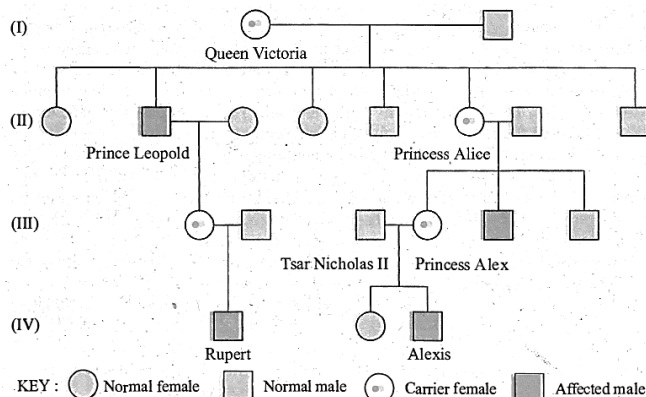 (I)
Queen Victoria
(II)
Prince Leopold Princess Alice
(III)
Tsar Nicholas II Princess Alex
(IV)
Rupert Alexis
KEY : Normal female Normal male Carrier female Affected male